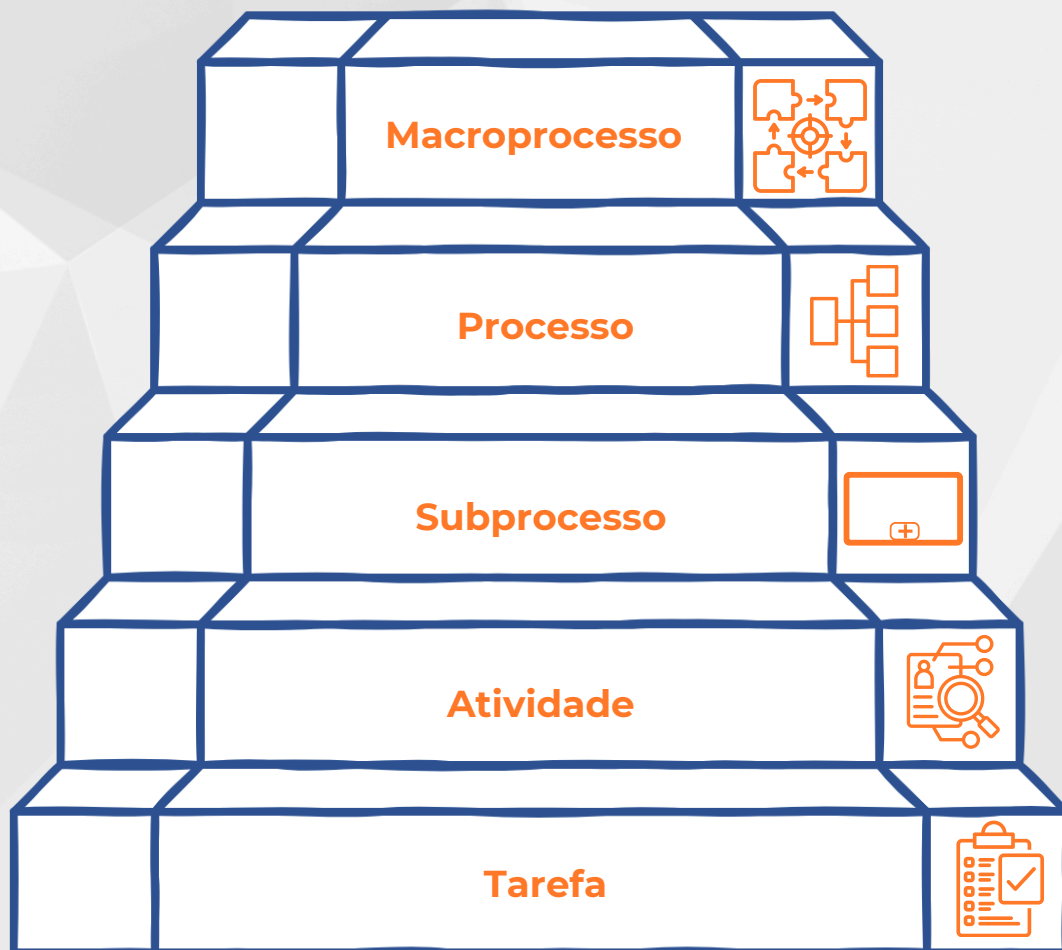 Macroprocesso
Processo
Subprocesso
Atividade
Tarefa